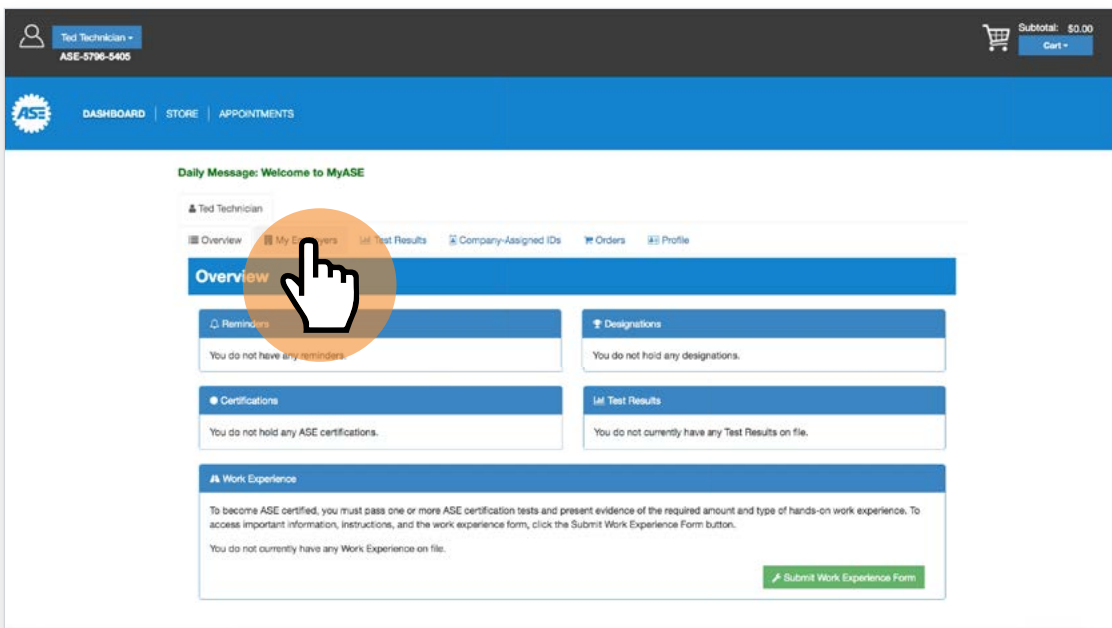 Ted Technician
ASE-5796-5405
Subtotal: $0.00
Cart
ASE
DASHBOARD | STORE | APPOINTMENTS
Daily Message: Welcome to MyASE
Ted Technician
Overview My Employers Test Results Company-Assigned IDs Orders Profile
Overview
Reminders
You do not have any reminders.
Designations
You do not hold any designations.
Certifications
You do not hold any ASE certifications.
Test Results
You do not currently have any Test Results on file.
Work Experience
To become ASE certified, you must pass one or more ASE certification tests and present evidence of the required amount and type of hands-on work experience. To
access important information, instructions, and the work experience form, click the Submit Work Experience Form button.
You do not currently have any Work Experience on file.
Submit Work Experience Form